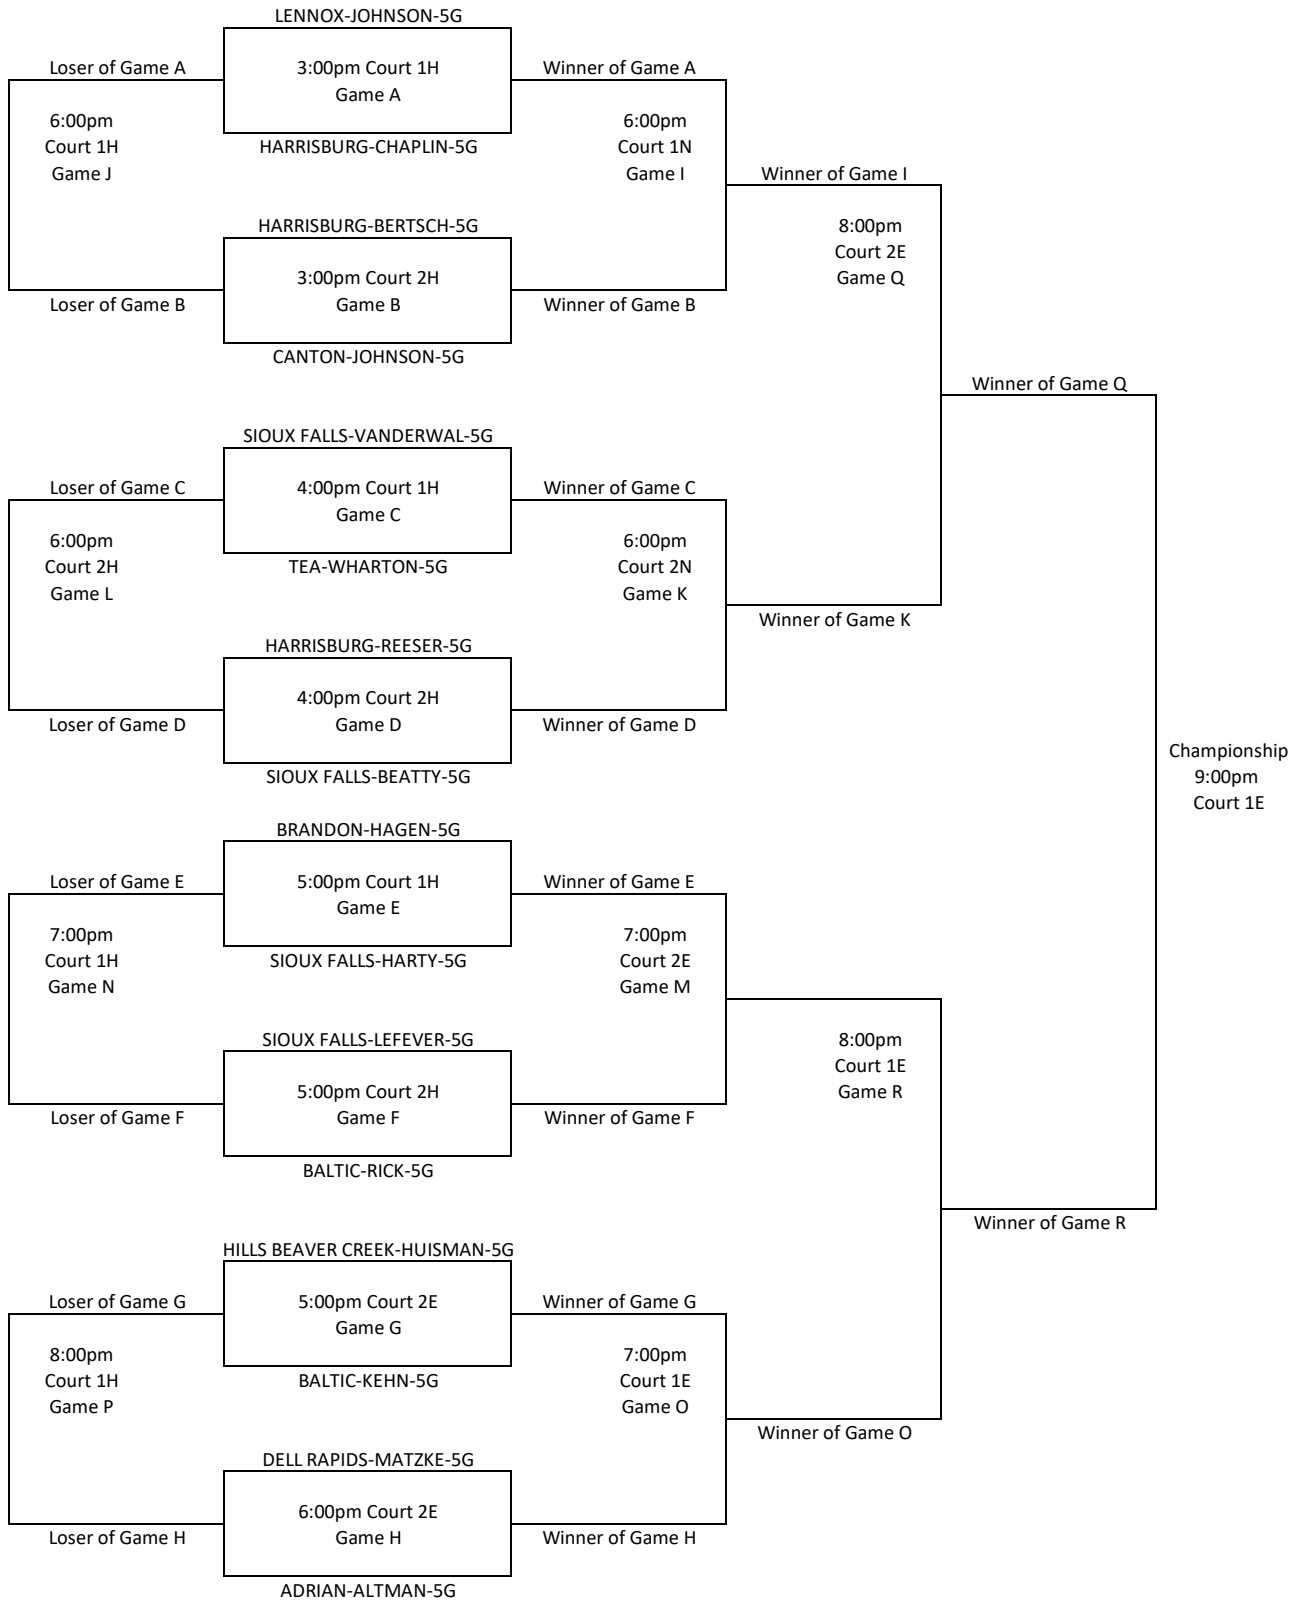 LENNOX-JOHNSON-5G
Loser of Game A
3:00pm Court 1H
Game A
Winner of Game A
6:00pm
Court 1H
Game J
HARRISBURG-CHAPLIN-5G
6:00pm
Court 1N
Game I
Winner of Game I
HARRISBURG-BERTSCH-5G
8:00pm
Court 2E
Game Q
Loser of Game B
3:00pm Court 2H
Game B
Winner of Game B
CANTON-JOHNSON-5G
Winner of Game Q
SIOUX FALLS-VANDERWAL-5G
Loser of Game C
4:00pm Court 1H
Game C
Winner of Game C
6:00pm
Court 2H
Game L
TEA-WHARTON-5G
6:00pm
Court 2N
Game K
Winner of Game K
HARRISBURG-REESER-5G
Loser of Game D
4:00pm Court 2H
Game D
Winner of Game D
SIOUX FALLS-BEATTY-5G
Championship
9:00pm
Court 1E
BRANDON-HAGEN-5G
Loser of Game E
5:00pm Court 1H
Game E
Winner of Game E
7:00pm
Court 1H
Game N
SIOUX FALLS-HARTY-5G
7:00pm
Court 2E
Game M
SIOUX FALLS-LEFEVER-5G
8:00pm
Court 1E
Game R
Loser of Game F
5:00pm Court 2H
Game F
Winner of Game F
BALTIC-RICK-5G
Winner of Game R
HILLS BEAVER CREEK-HUISMAN-5G
Loser of Game G
5:00pm Court 2E
Game G
Winner of Game G
8:00pm
Court 1H
Game P
BALTIC-KEHN-5G
7:00pm
Court 1E
Game O
Winner of Game O
DELL RAPIDS-MATZKE-5G
Loser of Game H
6:00pm Court 2E
Game H
Winner of Game H
ADRIAN-ALTMAN-5G